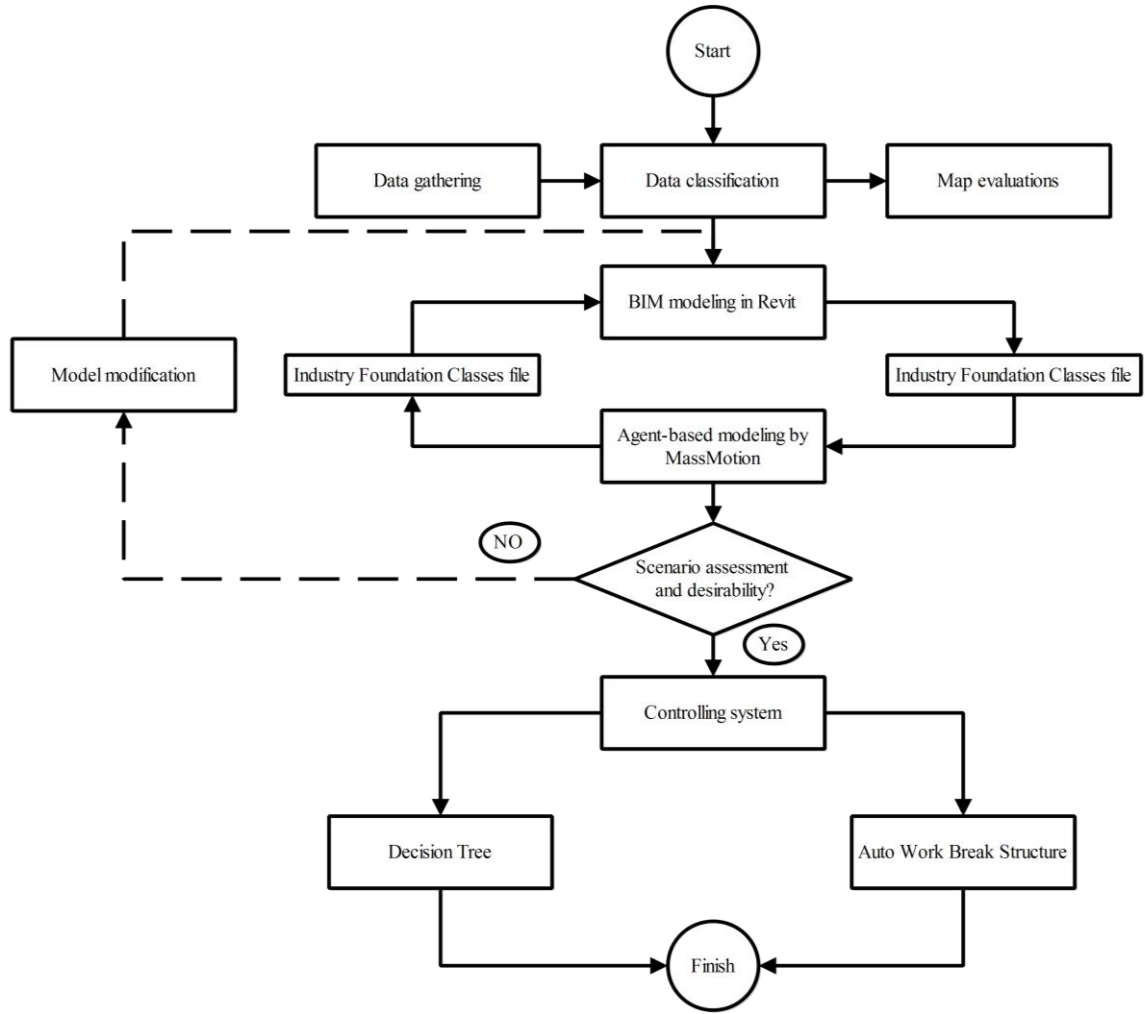 Start
Data gathering
Data classification
Map evaluations
BIM modeling in Revit
Model modification
Industry Foundation Classes file
Industry Foundation Classes file
Agent-based modeling by
MassMotion
NO
Scenario assessment
and desirability?
Yes
Controlling system
Decision Tree
Auto Work Break Structure
Finish